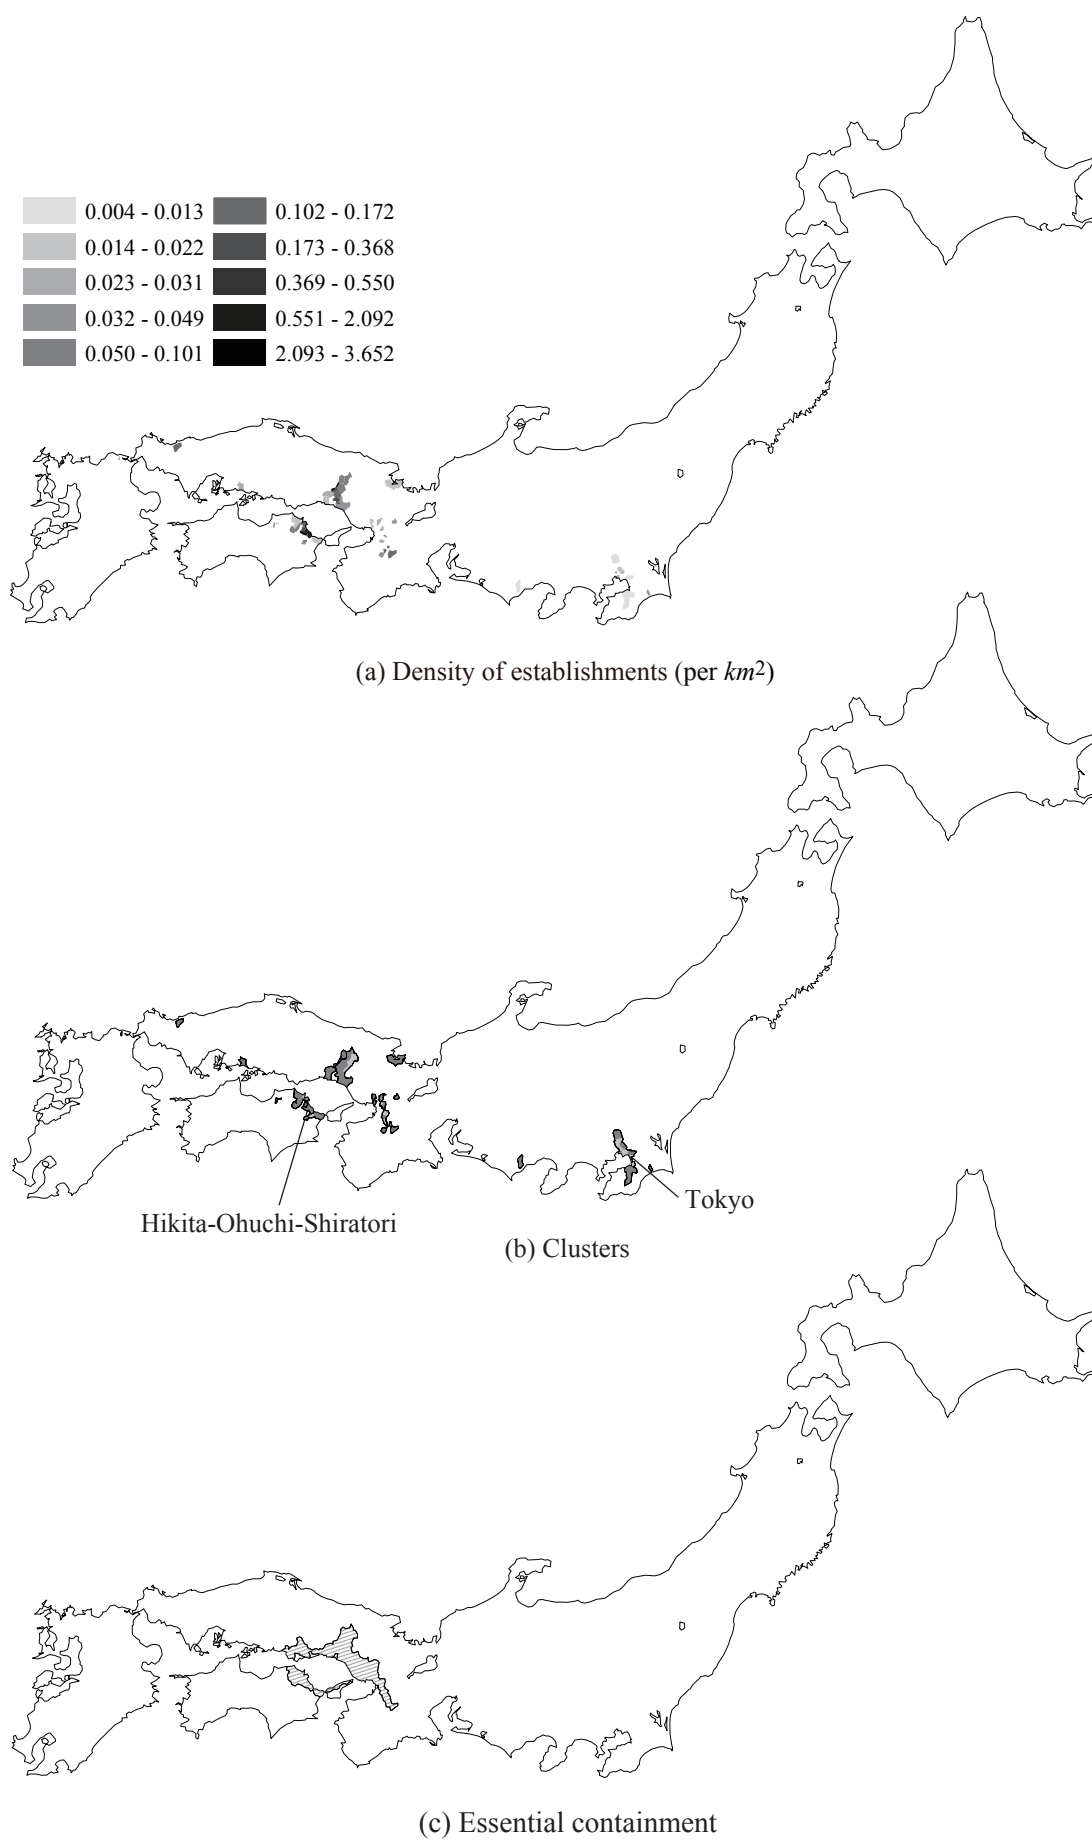 0.004 - 0.013 0.102 - 0.172
0.014 - 0.022 0.173 - 0.368
0.023 - 0.031 0.369 - 0.550
0.032 - 0.049 0.551 - 2.092
0.050 - 0.101 2.093 - 3.652
(a) Density of establishments (per km2)
Tokyo
Hikita-Ohuchi-Shiratori
(b) Clusters
(c) Essential containment